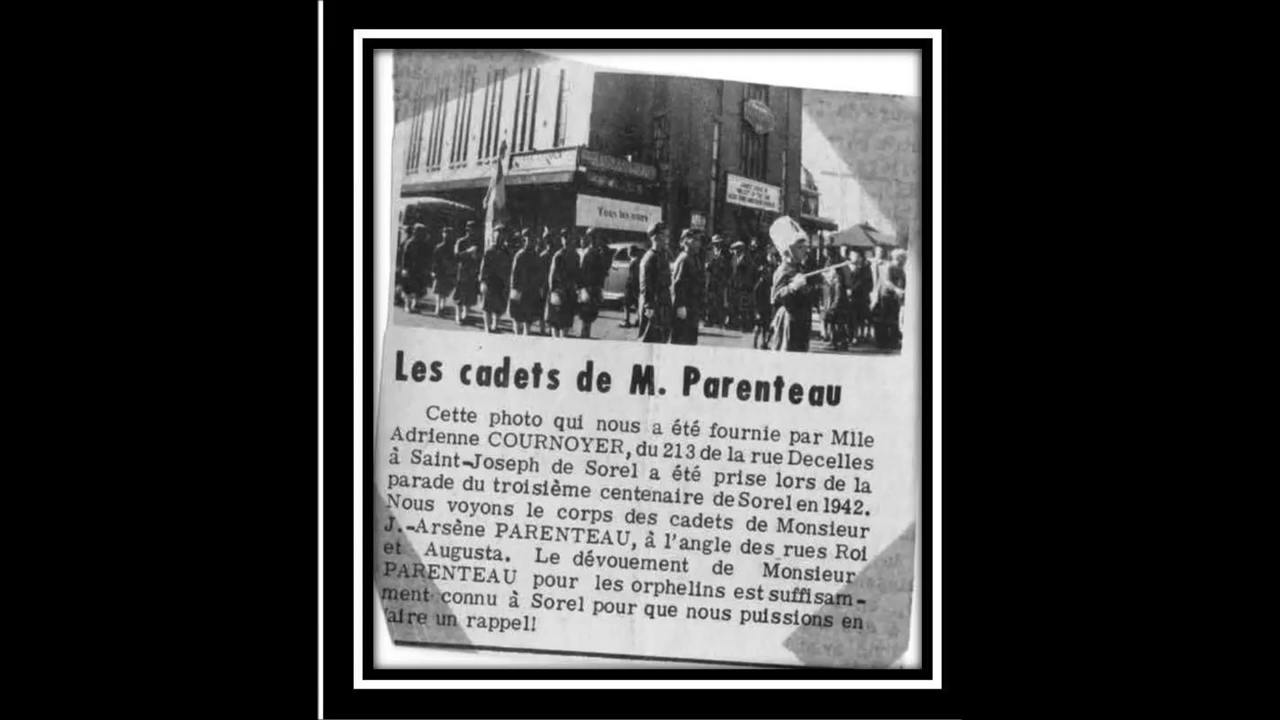 Tous les soirs
Les cadets de M. Parenteau
Cette photo qui nous a été fournie par Mlle
Adrienne COURNOYER, du 213 de la rue Decelles
à Saint-Joseph de Sorel a été prise lors de la
parade du troisième centenaire de Sorel en 1942.
Nous voyons le corps des cadets de Monsieur
J.-Arsène PARENTEAU, à l'angle des rues Roi
et Augusta. Le dévouement de Monsieur
PARENTEAU pour les orphelins est suffisam-
ment connu à Sorel pour que nous puissions en
faire un rappel!